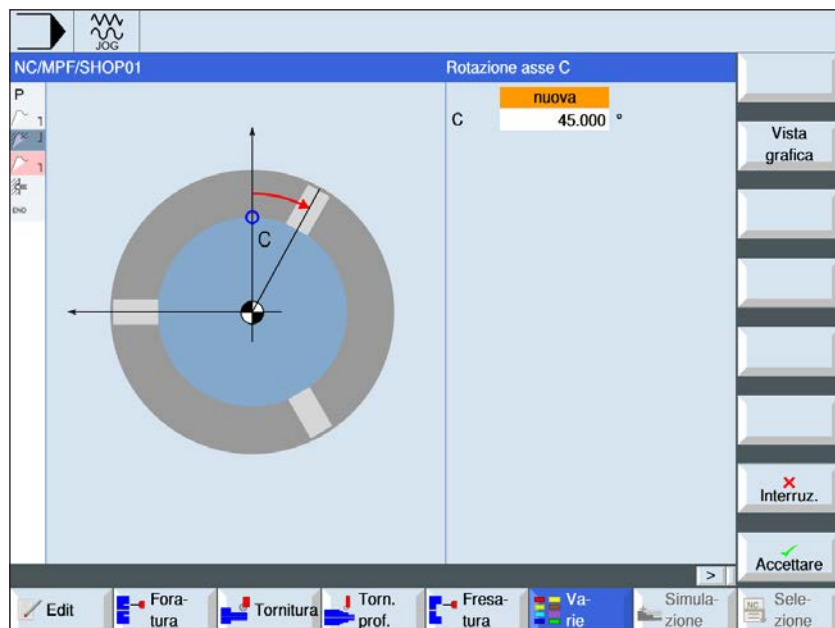 JOG
NC/MPF/SHOP01
Rotazione asse C
P
END
nuova
C 45.000 °
C
Vista
grafica
Interruz.
Accettare
>
Edit
Fora-
tura
Tornitura
Torn.
prof.
Fresa-
tura
Va-
rie
Simula-
zione
NC
Sele-
zione